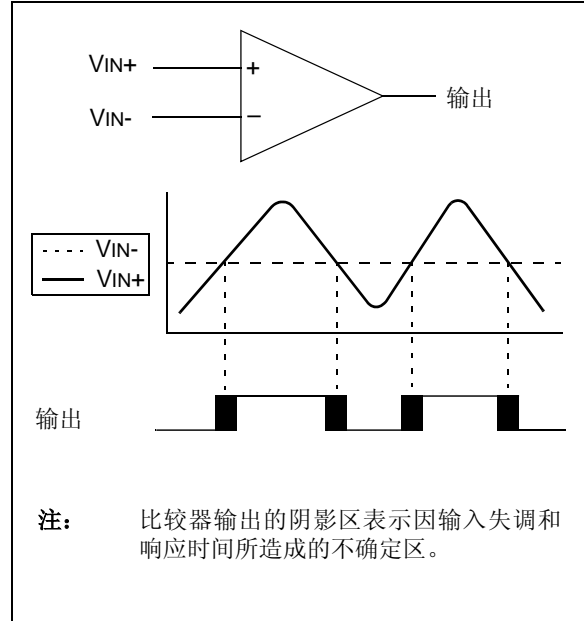 VIN+
+
VIN-
–
输出
VIN-
VIN+
输出
注： 比较器输出的阴影区表示因输入失调和
响应时间所造成的不确定区。